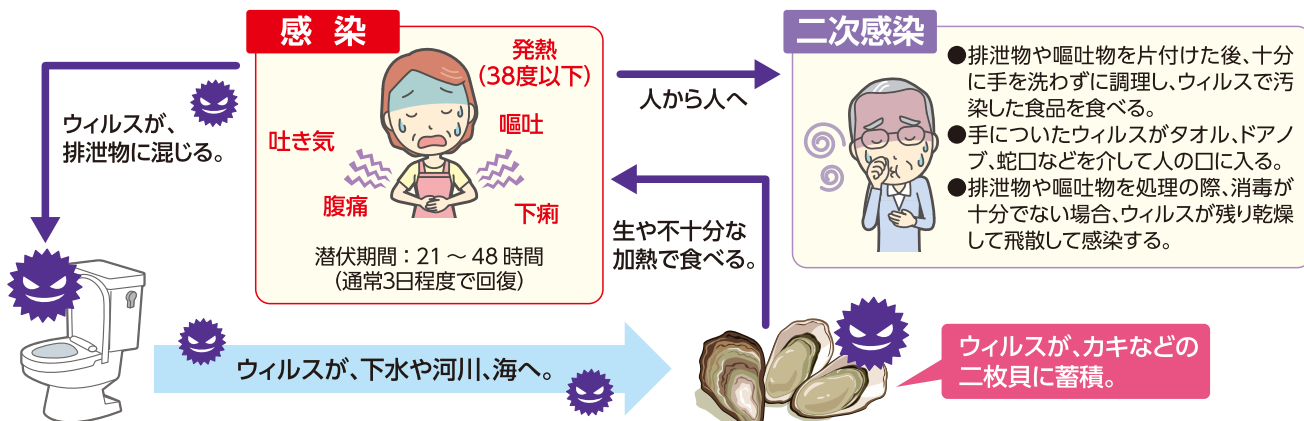 感染
発熱
(38度以下)
吐き気
嘔吐
腹痛
下痢
潜伏期間：21～48時間
(通常3日程度で回復)
人から人へ
二次感染
●排泄物や嘔吐物を片付けた後、十分
に手を洗わずに調理し、ウィルスで汚
染した食品を食べる。
●手についたウィルスがタオル、ドアノ
ブ、蛇口などを介して人の口に入る。
●排泄物や嘔吐物を処理の際、消毒が
十分でない場合、ウィルスが残り乾燥
して飛散して感染する。
ウィルスが、
排泄物に混じる。
ウィルスが、下水や河川、海へ。
生や不十分な
加熱で食べる。
ウィルスが、カキなどの
二枚貝に蓄積。